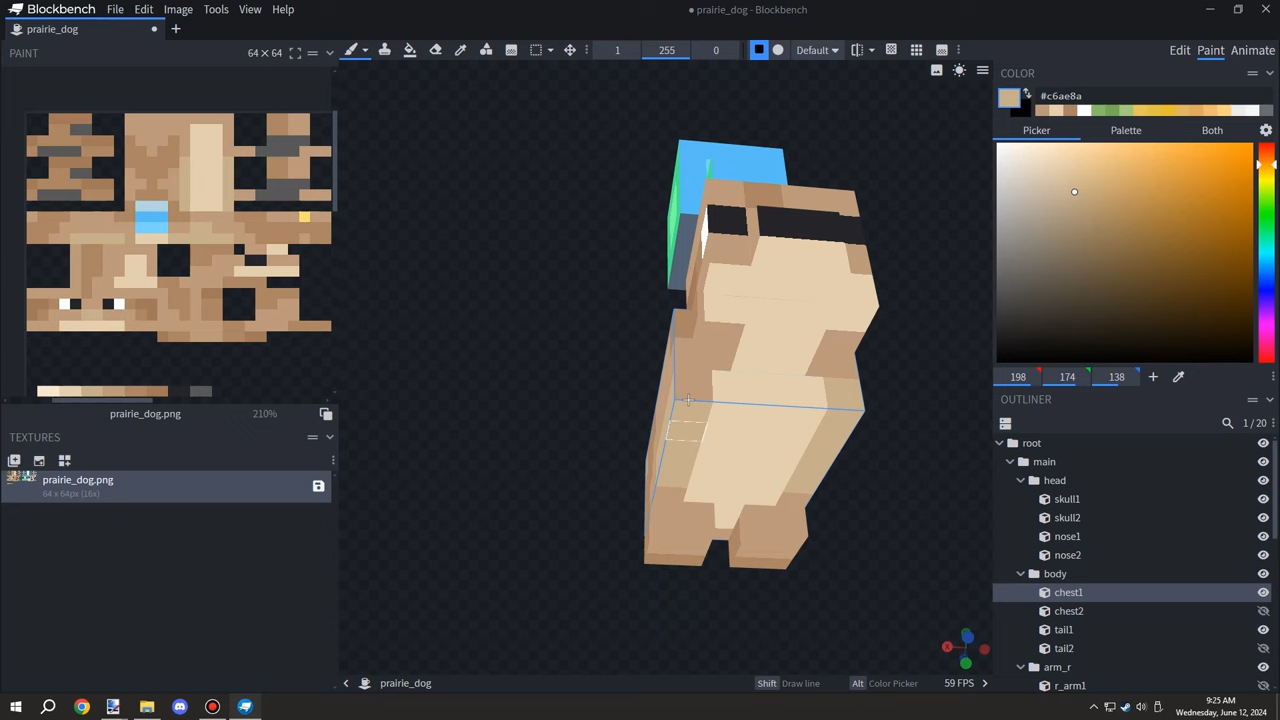 Blockbench File Edit Image Tools View Help
prairie_dog - Blockbench
prairie_dog
PAINT 64 × 64
1 255 0 Default
Edit Paint Animate
COLOR
#c6ae8a
Picker Palette Both
198 174 138
prairie_dog.png 210%
TEXTURES
prairie_dog.png
64 x 64px (16x)
OUTLINER
1 / 20
root
main
head
skull1
skull2
nose1
nose2
body
chest1
chest2
tail1
tail2
arm_r
r_arm1
prairie_dog Shift Draw line Alt Color Picker 59 FPS
9:25 AM
Wednesday, June 12, 2024